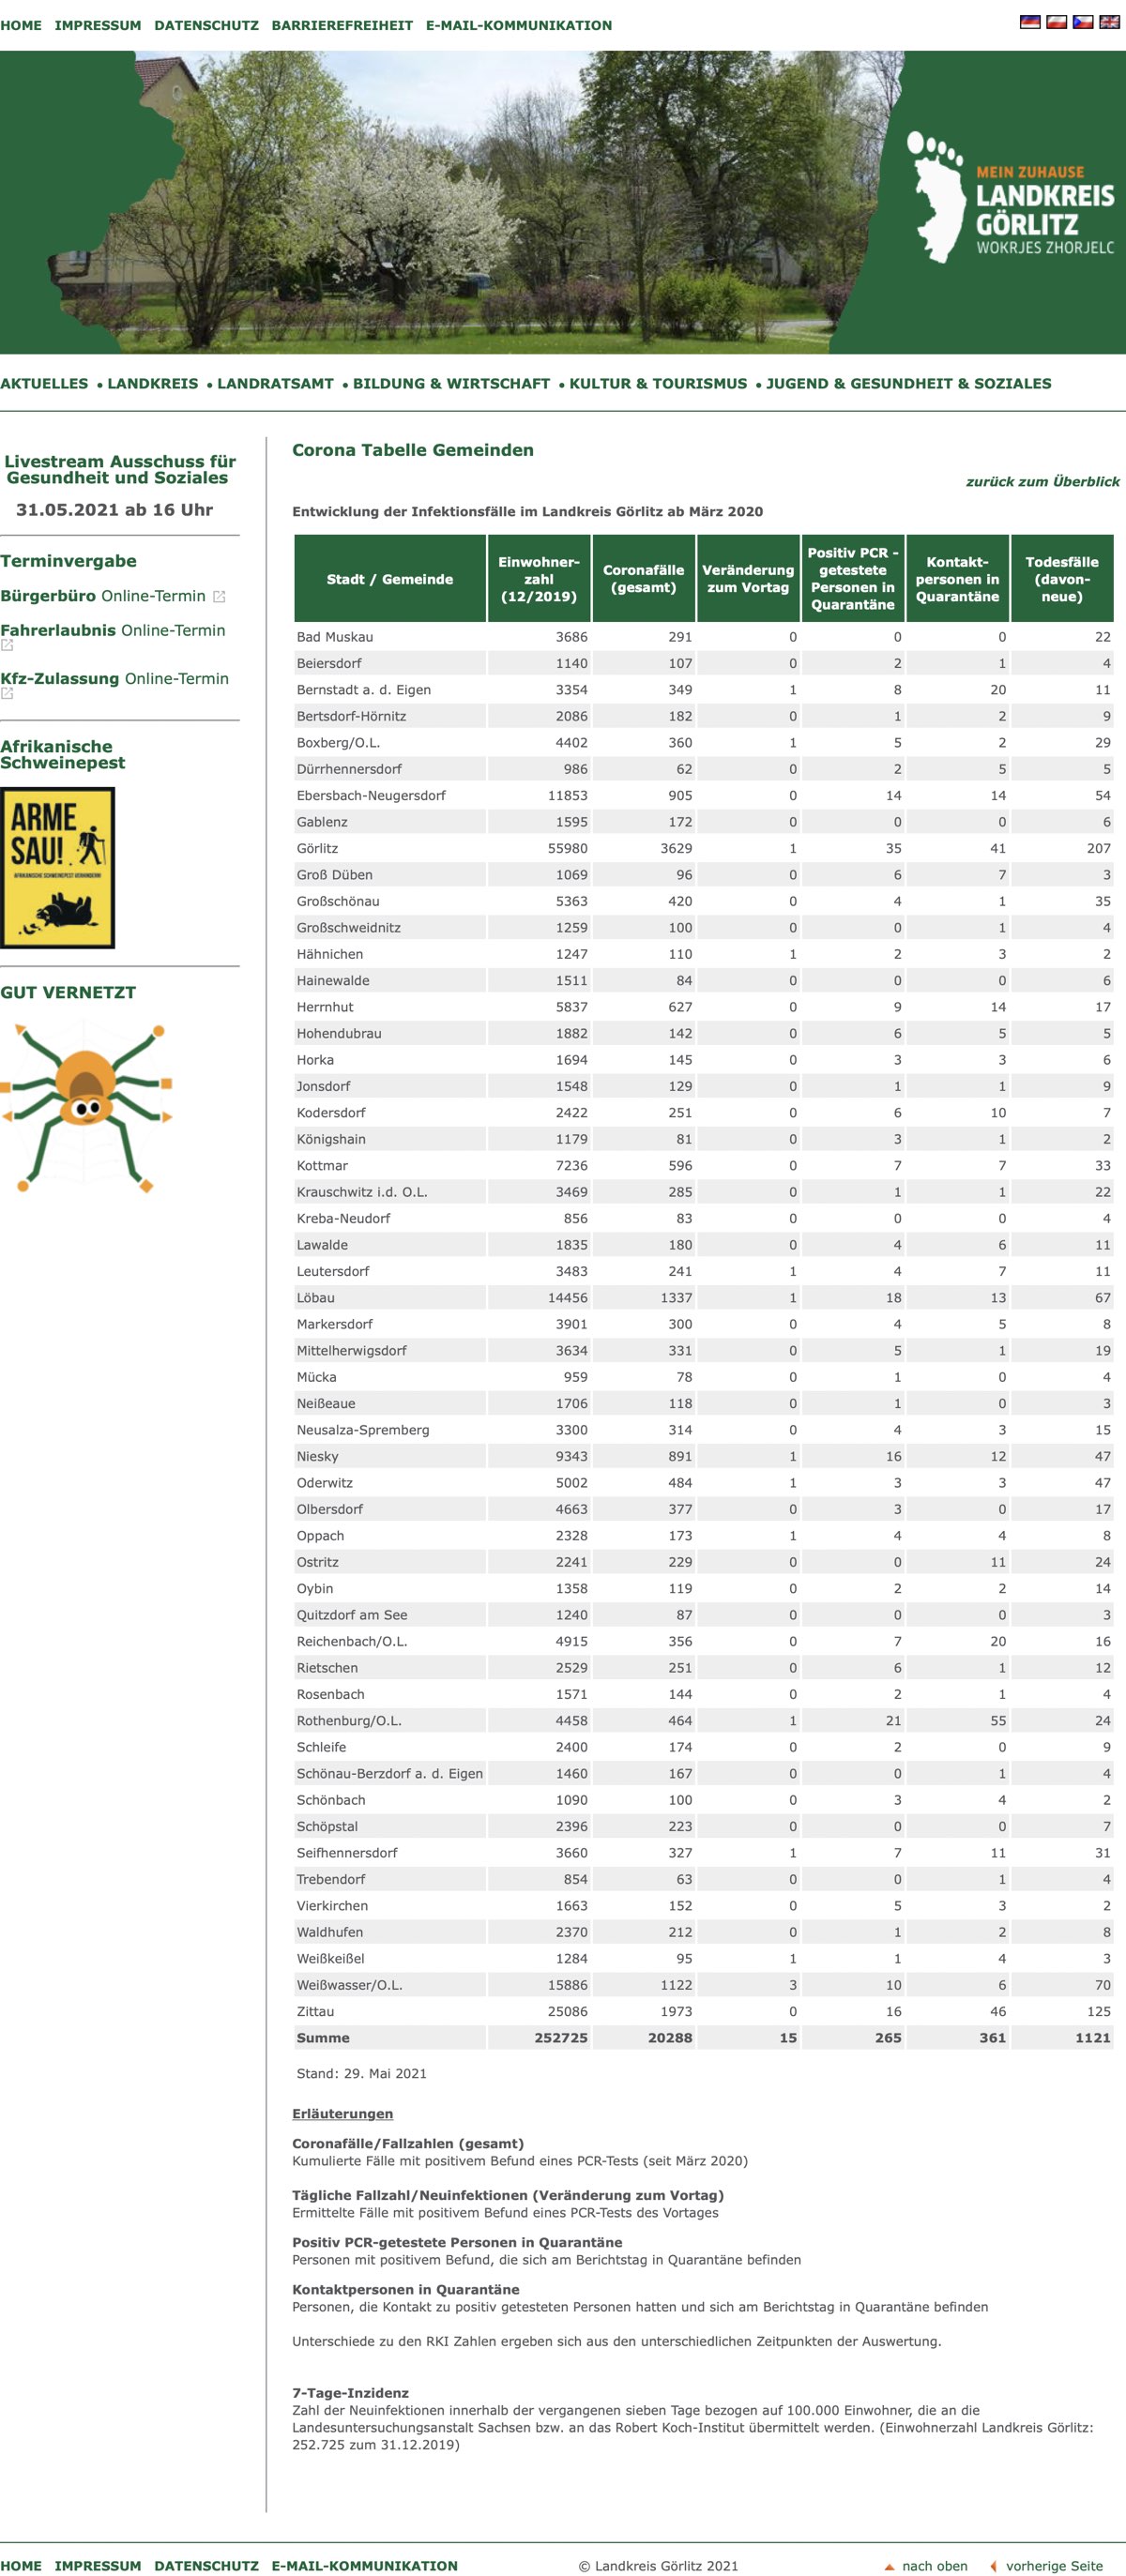 HOME IMPRESSUM DATENSCHUTZ BARRIEREFREIHEIT E-MAIL-KOMMUNIKATION
MEIN ZUHAUSE
LANDKREIS
GÖRLITZ
WOKRJES ZHORJELC
AKTUELLES • LANDKREIS • LANDRATSAMT • BILDUNG & WIRTSCHAFT • KULTUR & TOURISMUS • JUGEND & GESUNDHEIT & SOZIALES
Livestream Ausschuss für
Gesundheit und Soziales
31.05.2021 ab 16 Uhr
Terminvergabe
Bürgerbüro Online-Termin
Fahrerlaubnis Online-Termin
Kfz-Zulassung Online-Termin
Afrikanische
Schweinepest
ARME
SAU!
AFRIKANISCHE SCHWEINEPEST VERHINDERN!
GUT VERNETZT
Corona Tabelle Gemeinden
zurück zum Überblick
Entwicklung der Infektionsfälle im Landkreis Görlitz ab März 2020
Stadt / Gemeinde
Einwohner-
zahl
(12/2019)
Coronafälle
(gesamt)
Veränderung
zum Vortag
Positiv PCR -
getestete
Personen in
Quarantäne
Kontakt-
personen in
Quarantäne
Todesfälle
(davon-
neue)
Bad Muskau 3686 291 0 0 0 22
Beiersdorf 1140 107 0 2 1 4
Bernstadt a. d. Eigen 3354 349 1 8 20 11
Bertsdorf-Hörnitz 2086 182 0 1 2 9
Boxberg/O.L. 4402 360 1 5 2 29
Dürrhennersdorf 986 62 0 2 5 5
Ebersbach-Neugersdorf 11853 905 0 14 14 54
Gablenz 1595 172 0 0 0 6
Görlitz 55980 3629 1 35 41 207
Groß Düben 1069 96 0 6 7 3
Großschönau 5363 420 0 4 1 35
Großschweidnitz 1259 100 0 0 1 4
Hähnichen 1247 110 1 2 3 2
Hainewalde 1511 84 0 0 0 6
Herrnhut 5837 627 0 9 14 17
Hohendubrau 1882 142 0 6 5 5
Horka 1694 145 0 3 3 6
Jonsdorf 1548 129 0 1 1 9
Kodersdorf 2422 251 0 6 10 7
Königshain 1179 81 0 3 1 2
Kottmar 7236 596 0 7 7 33
Krauschwitz i.d. O.L. 3469 285 0 1 1 22
Kreba-Neudorf 856 83 0 0 0 4
Lawalde 1835 180 0 4 6 11
Leutersdorf 3483 241 1 4 7 11
Löbau 14456 1337 1 18 13 67
Markersdorf 3901 300 0 4 5 8
Mittelherwigsdorf 3634 331 0 5 1 19
Mücka 959 78 0 1 0 4
Neißeaue 1706 118 0 1 0 3
Neusalza-Spremberg 3300 314 0 4 3 15
Niesky 9343 891 1 16 12 47
Oderwitz 5002 484 1 3 3 47
Olbersdorf 4663 377 0 3 0 17
Oppach 2328 173 1 4 4 8
Ostritz 2241 229 0 0 11 24
Oybin 1358 119 0 2 2 14
Quitzdorf am See 1240 87 0 0 0 3
Reichenbach/O.L. 4915 356 0 7 20 16
Rietschen 2529 251 0 6 1 12
Rosenbach 1571 144 0 2 1 4
Rothenburg/O.L. 4458 464 1 21 55 24
Schleife 2400 174 0 2 0 9
Schönau-Berzdorf a. d. Eigen 1460 167 0 0 1 4
Schönbach 1090 100 0 3 4 2
Schöpstal 2396 223 0 0 0 7
Seifhennersdorf 3660 327 1 7 11 31
Trebendorf 854 63 0 0 1 4
Vierkirchen 1663 152 0 5 3 2
Waldhufen 2370 212 0 1 2 8
Weißkeißel 1284 95 1 1 4 3
Weißwasser/O.L. 15886 1122 3 10 6 70
Zittau 25086 1973 0 16 46 125
Summe 252725 20288 15 265 361 1121
Stand: 29. Mai 2021
Erläuterungen
Coronafälle/Fallzahlen (gesamt)
Kumulierte Fälle mit positivem Befund eines PCR-Tests (seit März 2020)
Tägliche Fallzahl/Neuinfektionen (Veränderung zum Vortag)
Ermittelte Fälle mit positivem Befund eines PCR-Tests des Vortages
Positiv PCR-getestete Personen in Quarantäne
Personen mit positivem Befund, die sich am Berichtstag in Quarantäne befinden
Kontaktpersonen in Quarantäne
Personen, die Kontakt zu positiv getesteten Personen hatten und sich am Berichtstag in Quarantäne befinden
Unterschiede zu den RKI Zahlen ergeben sich aus den unterschiedlichen Zeitpunkten der Auswertung.
7-Tage-Inzidenz
Zahl der Neuinfektionen innerhalb der vergangenen sieben Tage bezogen auf 100.000 Einwohner, die an die
Landesuntersuchungsanstalt Sachsen bzw. an das Robert Koch-Institut übermittelt werden. (Einwohnerzahl Landkreis Görlitz:
252.725 zum 31.12.2019)
HOME IMPRESSUM DATENSCHUTZ E-MAIL-KOMMUNIKATION
© Landkreis Görlitz 2021
nach oben vorherige Seite